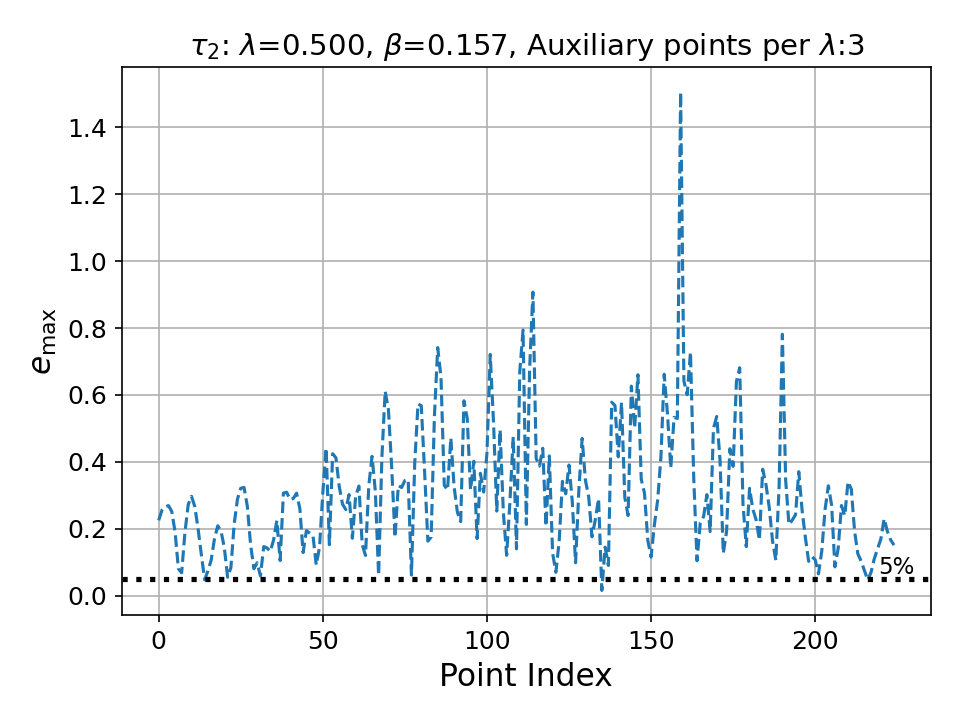 τ₂: λ=0.500, β=0.157, Auxiliary points per λ:3
1.4
1.2
1.0
0.8
0.6
0.4
0.2
0.0
e_max
5%
0 50 100 150 200
Point Index